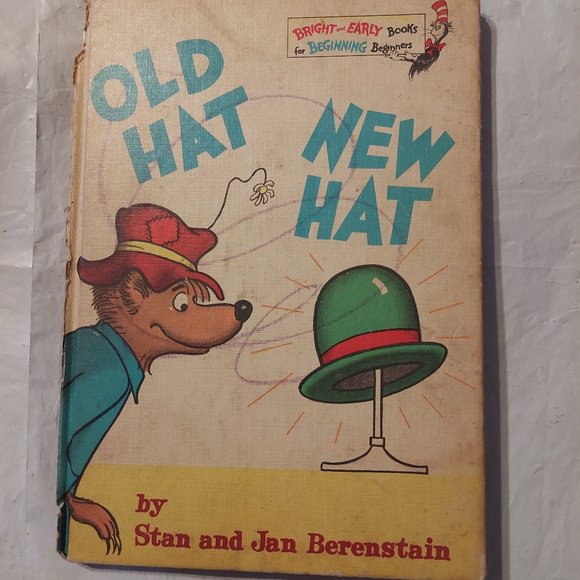 BRIGHT and EARLY Books
for BEGINNING Beginners
OLD
HAT
NEW
HAT
by
Stan and Jan Berenstain